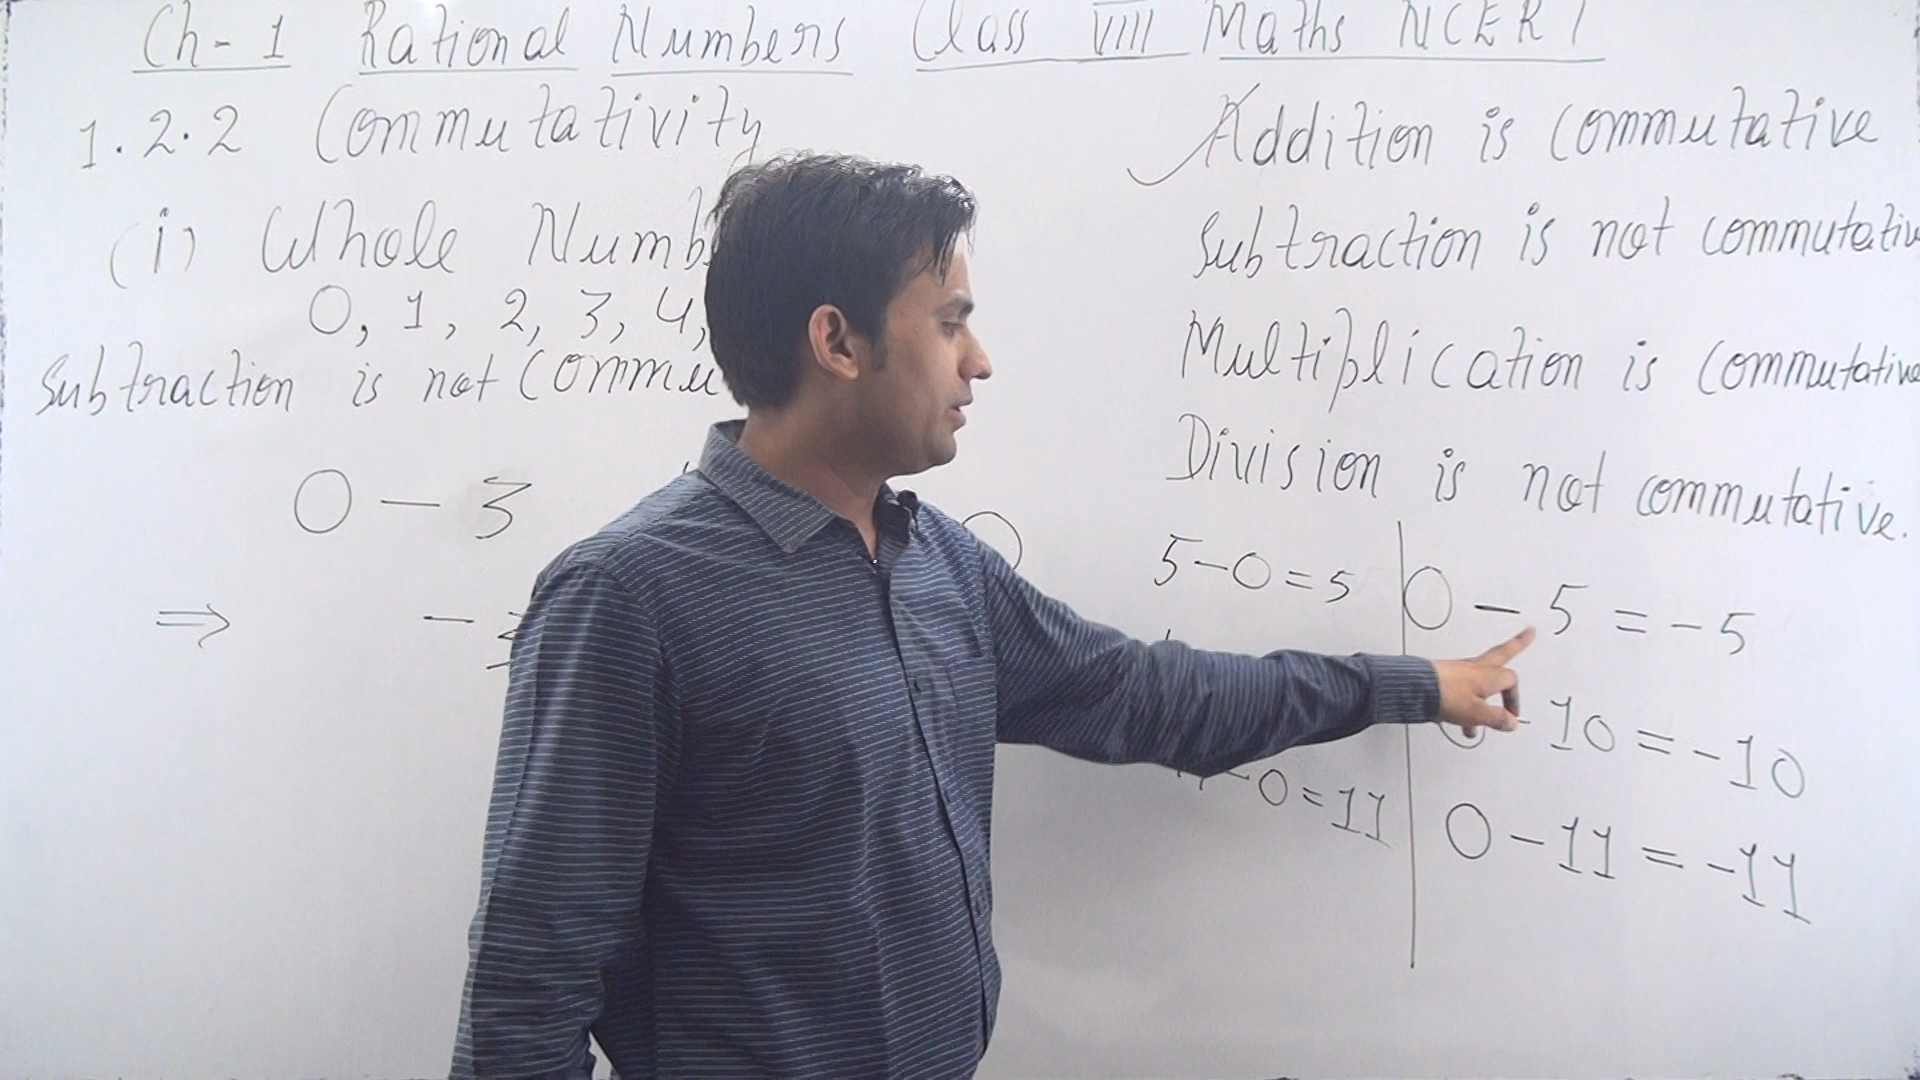 Ch-1 Rational Numbers Class VIII Maths NCERT
1.2.2 Commutativity
(i) Whole Numb
0, 1, 2, 3, 4,
Subtraction is not Commu
0 - 3
⇒ -3
Addition is commutative
Subtraction is not commutativ
Multiplication is commutative
Division is not commutative.
5-0=5
0-5=-5
10=-10
-0=11
0-11=-11